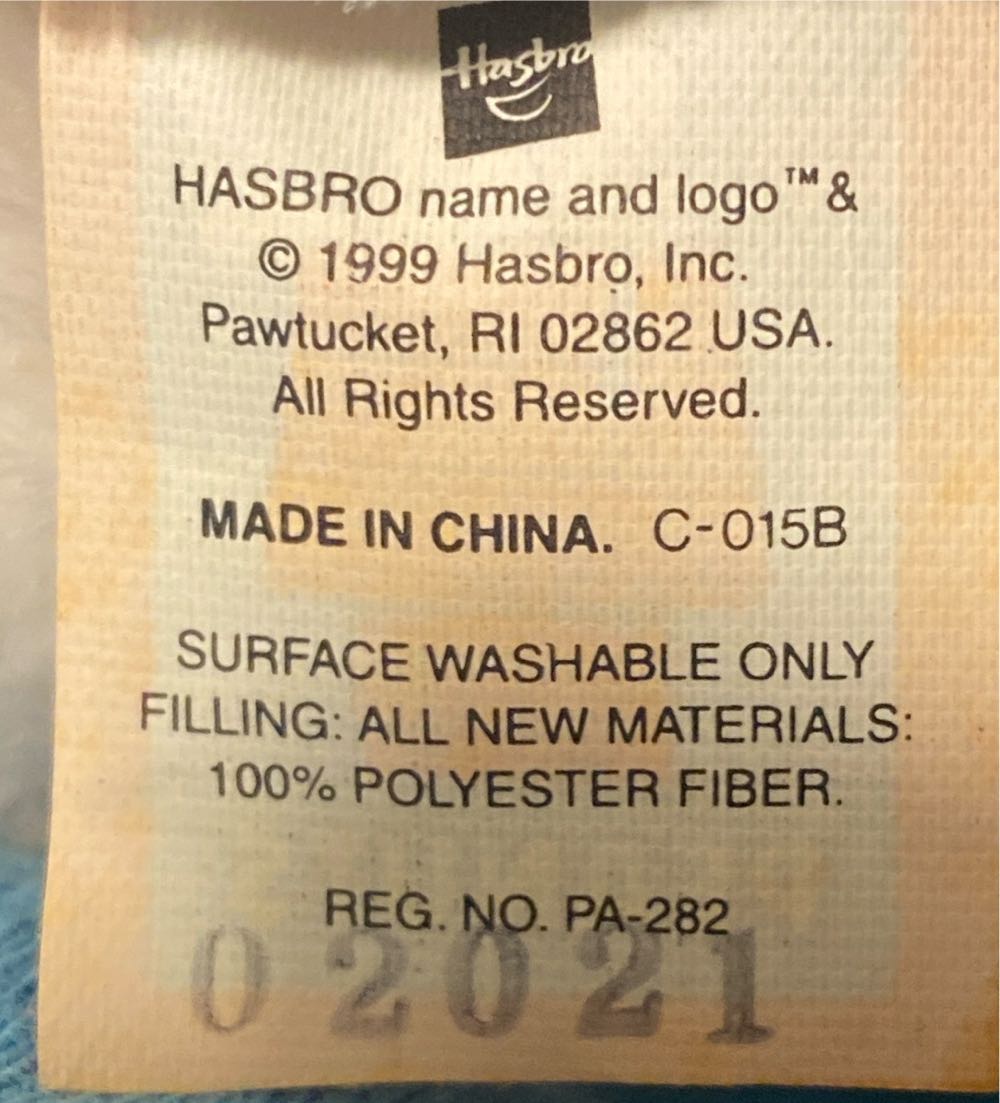 Hasbro
HASBRO name and logo™ &
© 1999 Hasbro, Inc.
Pawtucket, RI 02862 USA.
All Rights Reserved.
MADE IN CHINA. C-015B
SURFACE WASHABLE ONLY
FILLING: ALL NEW MATERIALS:
100% POLYESTER FIBER.
REG. NO. PA-282
02021